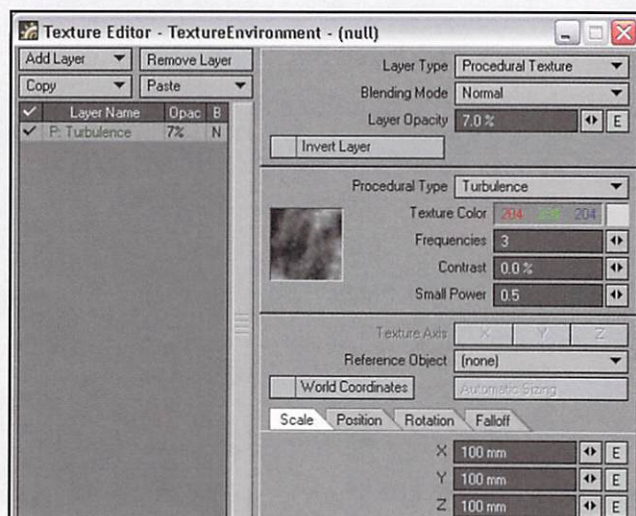 Texture Editor - TextureEnvironment - (null)
Add Layer Remove Layer
Copy Paste
Layer Name Opac B
P: Turbulence 7% N
Layer Type Procedural Texture
Blending Mode Normal
Layer Opacity 7.0 % E
Invert Layer
Procedural Type Turbulence
Texture Color 204 204
Frequencies 3
Contrast 0.0 %
Small Power 0.5
Texture Axis X Y Z
Reference Object (none)
World Coordinates Automatic Sizing
Scale Position Rotation Falloff
X 100 mm E
Y 100 mm E
Z 100 mm E